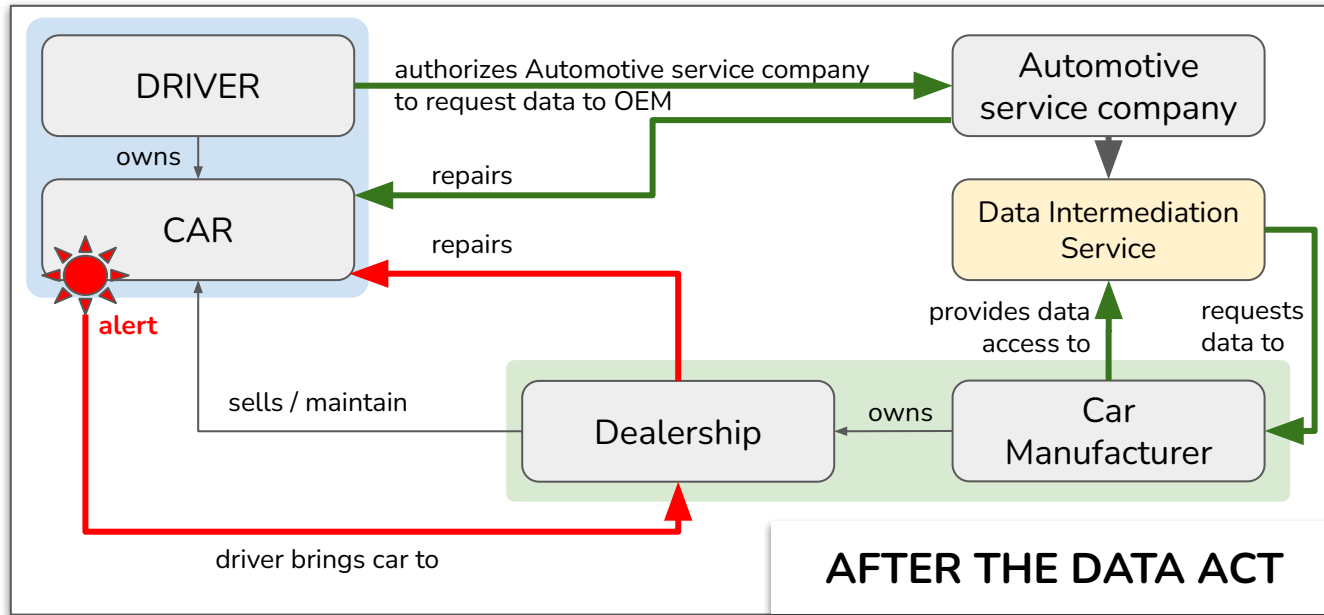 DRIVER
authorizes Automotive service company
to request data to OEM
Automotive
service company
owns
repairs
CAR
Data Intermediation
Service
repairs
alert
provides data
access to
requests
data to
sells / maintain
Dealership
owns
Car
Manufacturer
driver brings car to
AFTER THE DATA ACT